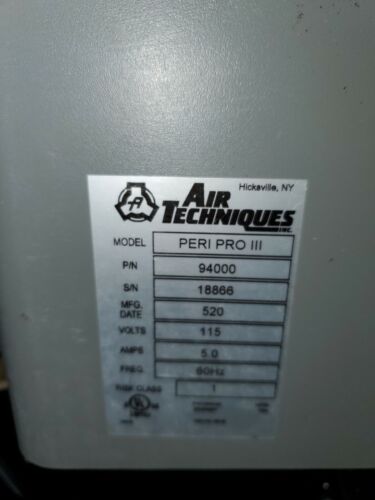 Hicksville, NY
AIR
TECHNIQUES
INC.
MODEL PERI PRO III
P/N 94000
S/N 18866
MFG. DATE 520
VOLTS 115
AMPS 5.0
FREQ. 60Hz
RISK CLASS 1
UL